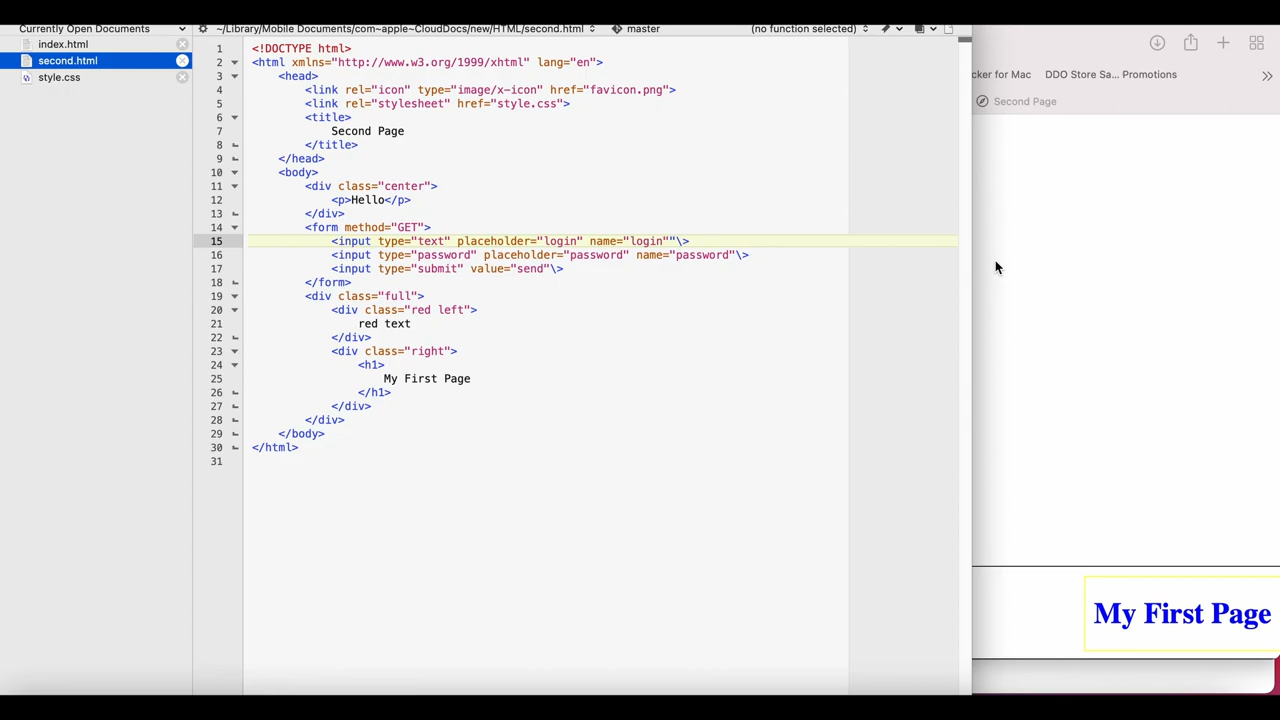 Currently Open Documents
~/Library/Mobile Documents/com~apple~CloudDocs/new/HTML/second.html
master
(no function selected)
index.html
second.html
style.css
1 <!DOCTYPE html>
2 <html xmlns="http://www.w3.org/1999/xhtml" lang="en">
3 <head>
4 <link rel="icon" type="image/x-icon" href="favicon.png">
5 <link rel="stylesheet" href="style.css">
6 <title>
7 Second Page
8 </title>
9 </head>
10 <body>
11 <div class="center">
12 <p>Hello</p>
13 </div>
14 <form method="GET">
15 <input type="text" placeholder="login" name="login""\>
16 <input type="password" placeholder="password" name="password"\>
17 <input type="submit" value="send"\>
18 </form>
19 <div class="full">
20 <div class="red left">
21 red text
22 </div>
23 <div class="right">
24 <h1>
25 My First Page
26 </h1>
27 </div>
28 </div>
29 </body>
30 </html>
31
cker for Mac DDO Store Sa... Promotions
Second Page
My First Page